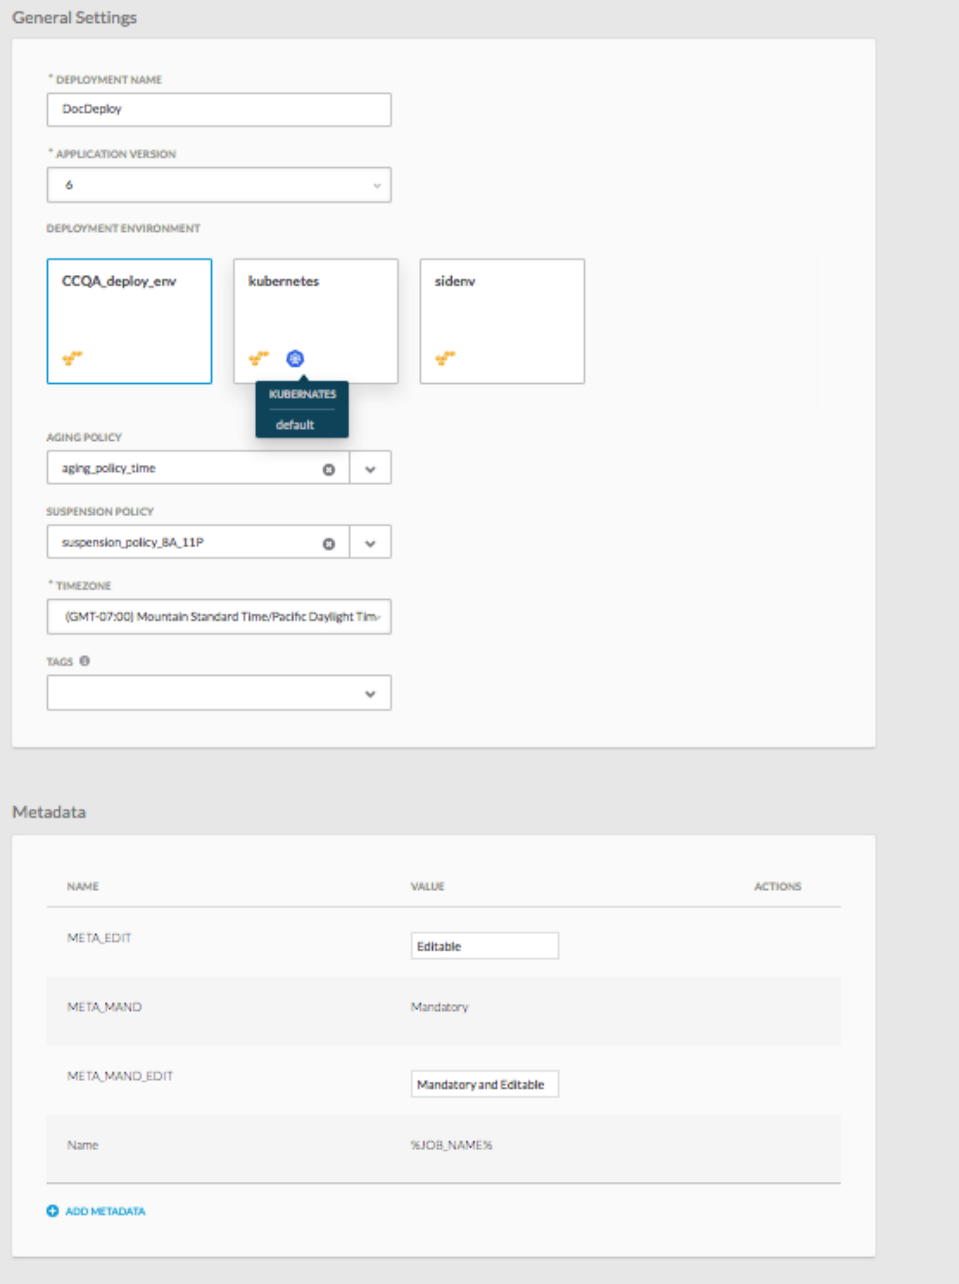 General Settings
* DEPLOYMENT NAME
DocDeploy
* APPLICATION VERSION
6
DEPLOYMENT ENVIRONMENT
CCQA_deploy_env
kubernetes
sidenv
KUBERNATES
default
AGING POLICY
aging_policy_time
SUSPENSION POLICY
suspension_policy_8A_11P
* TIMEZONE
(GMT-07:00) Mountain Standard Time/Pacific Daylight Tim
TAGS
Metadata
NAME VALUE ACTIONS
META_EDIT Editable
META_MAND Mandatory
META_MAND_EDIT Mandatory and Editable
Name %JOB_NAME%
ADD METADATA